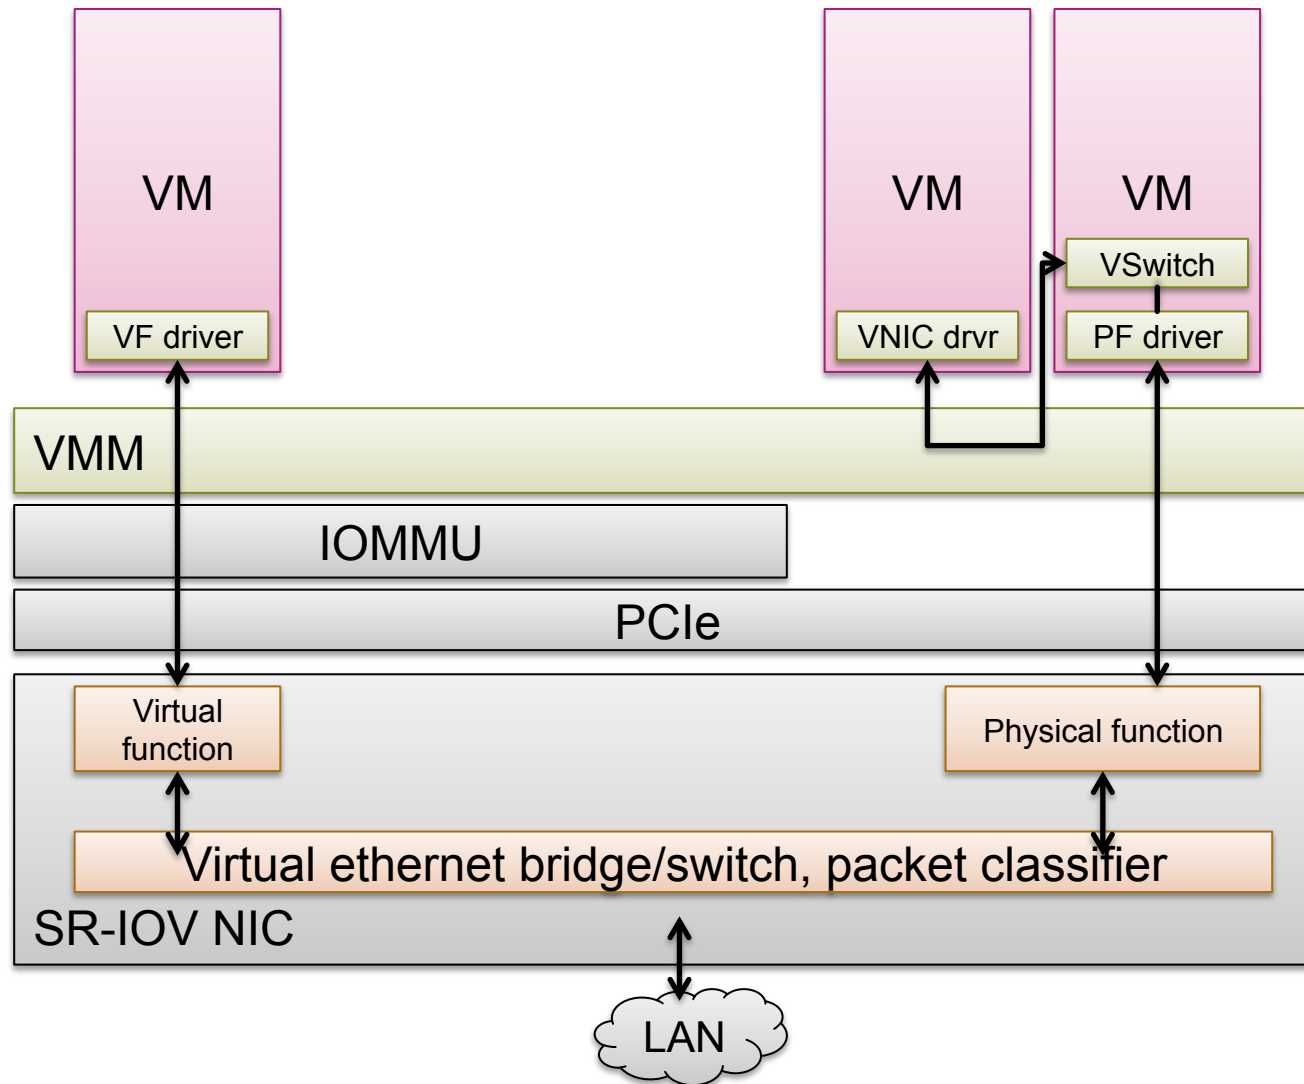 VM
VM
VM
VSwitch
VF driver
VNIC drvr
PF driver
VMM
IOMMU
PCIe
Virtual
function
Physical function
Virtual ethernet bridge/switch, packet classifier
SR-IOV NIC
LAN